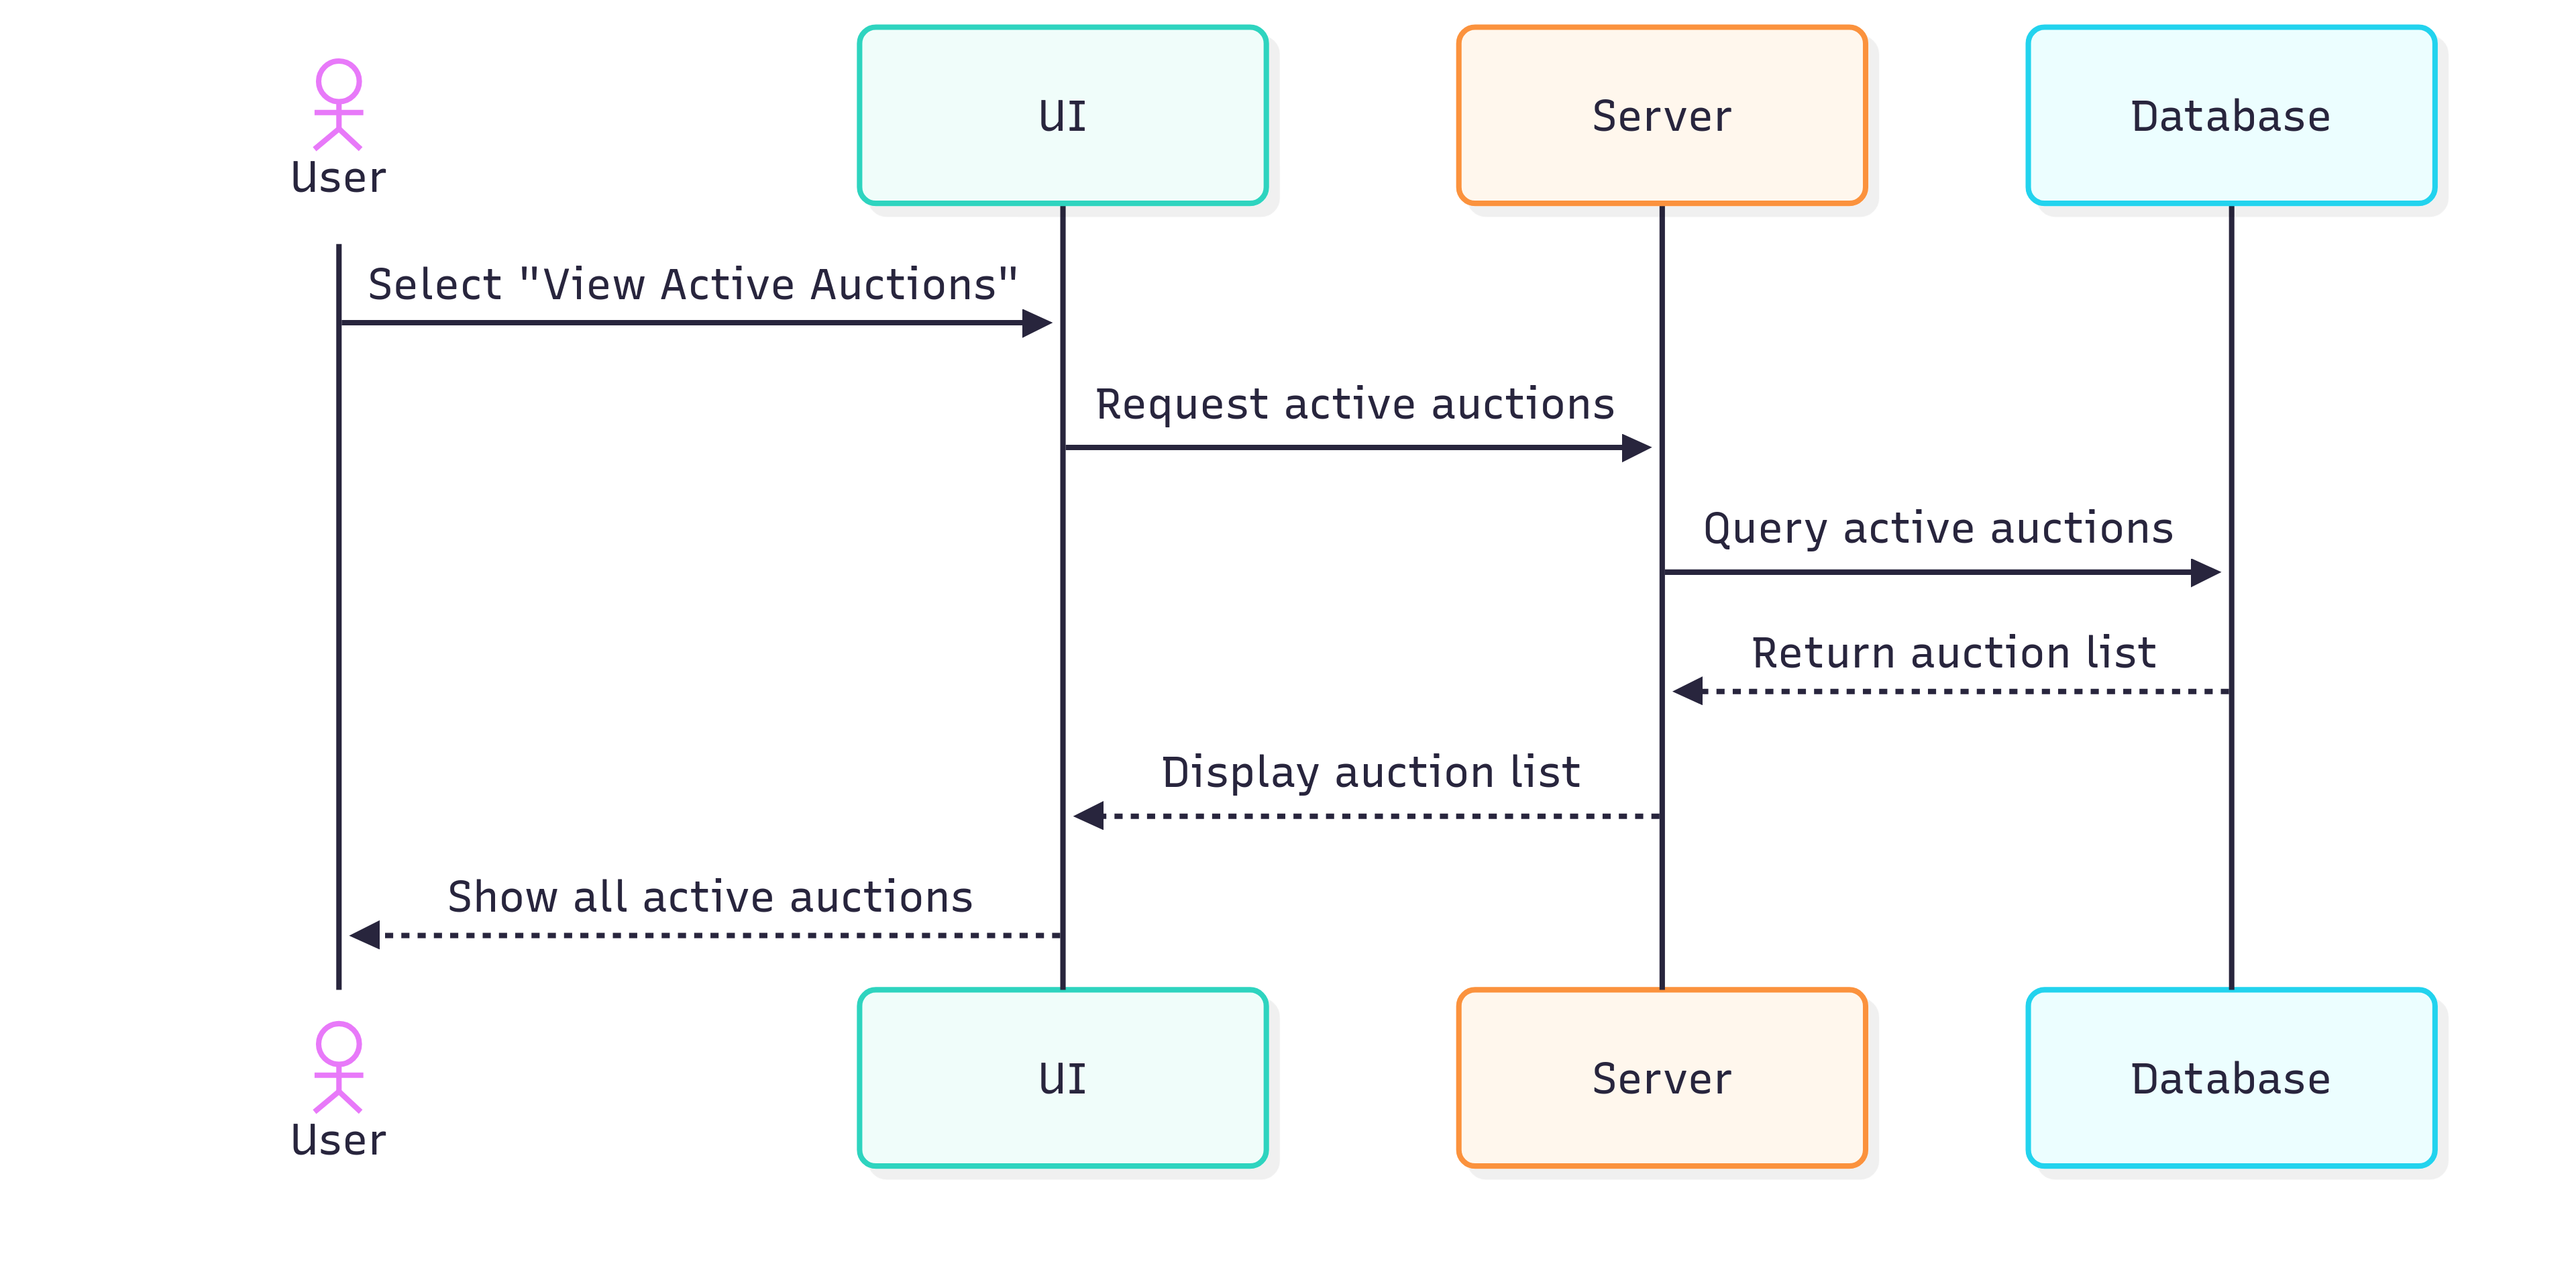 UI
Server
Database
User
Select "View Active Auctions"
Request active auctions
Query active auctions
Return auction list
Display auction list
Show all active auctions
UI
Server
Database
User